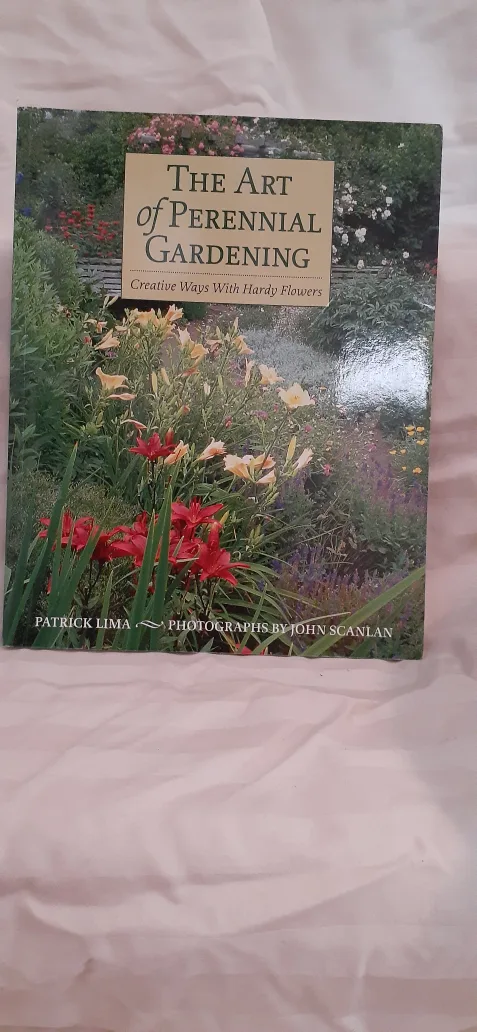 THE ART
of PERENNIAL
GARDENING
Creative Ways With Hardy Flowers
PATRICK LIMA ~ PHOTOGRAPHS BY JOHN SCANLAN